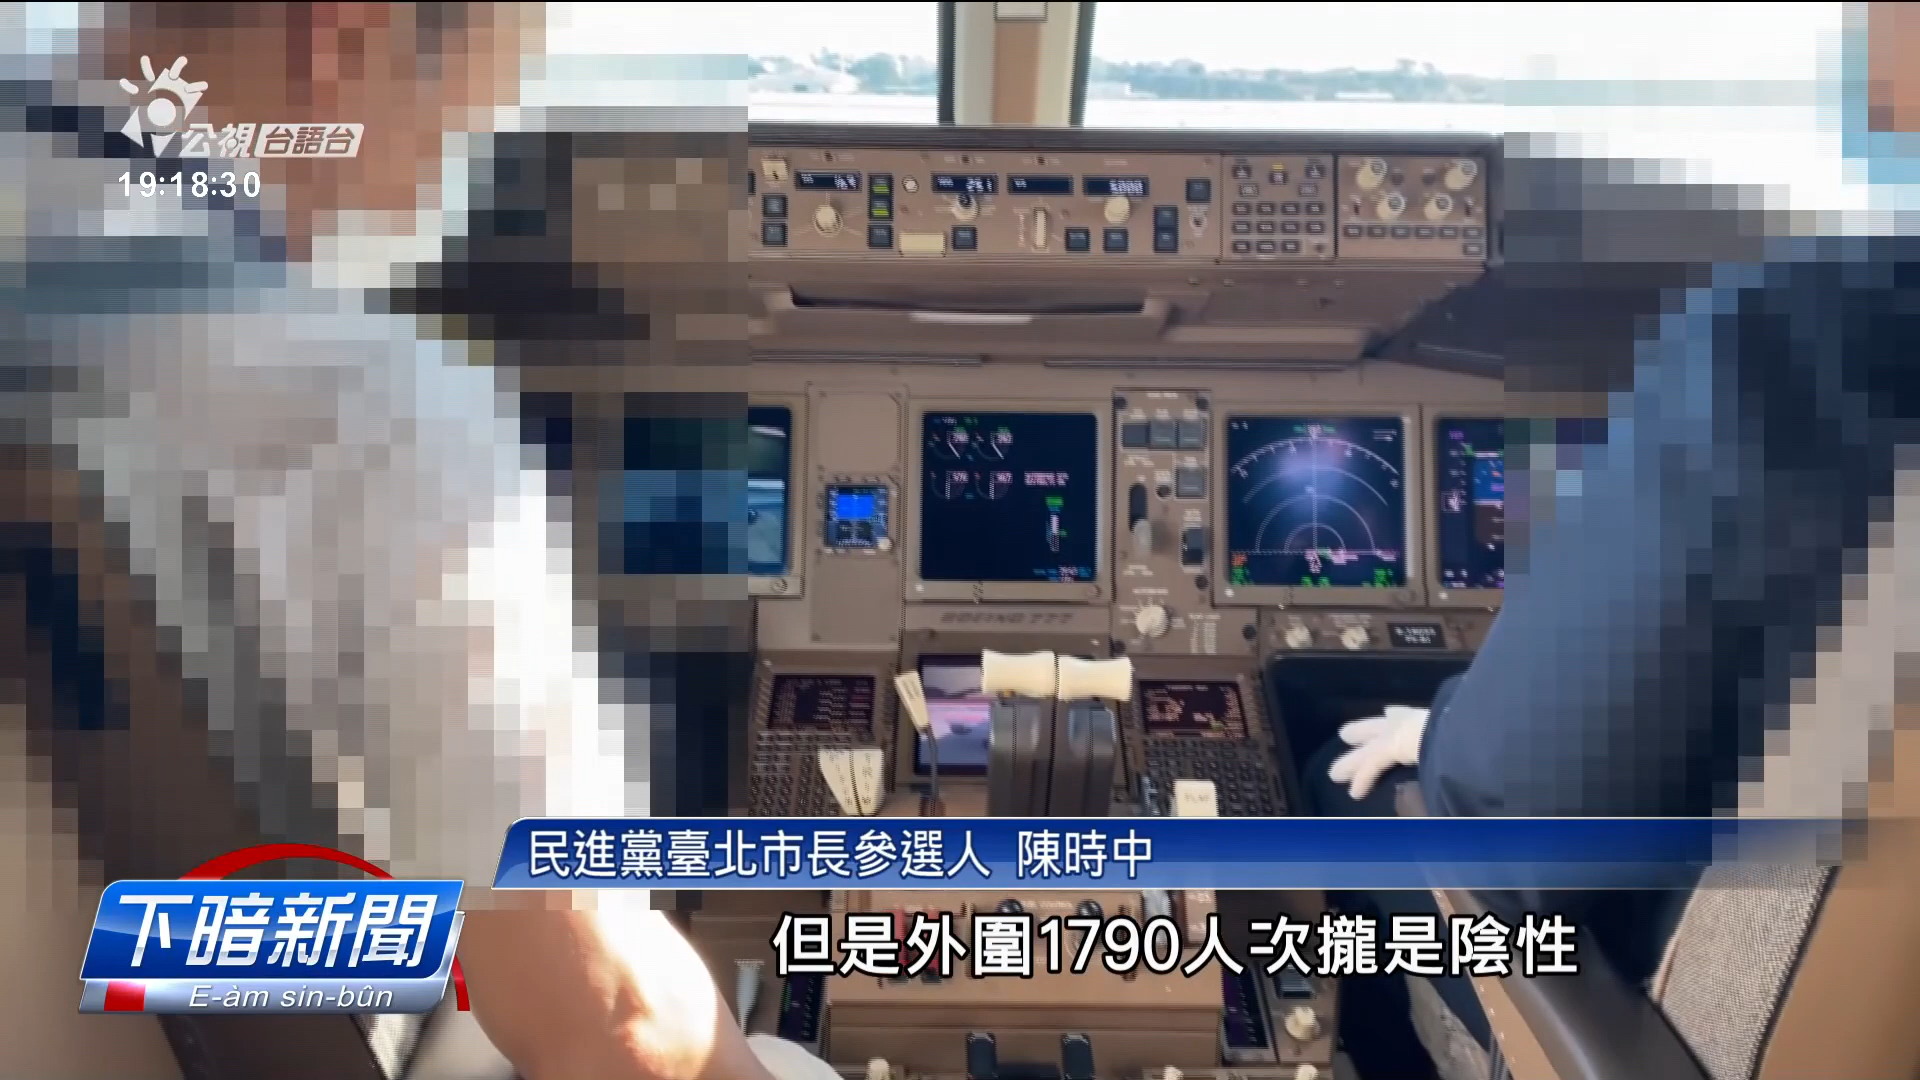 公視台語台
19:18:30
BOEING 777
民進黨臺北市長參選人 陳時中
下暗新聞
E-àm sin-bûn
但是外圍1790人次攏是陰性